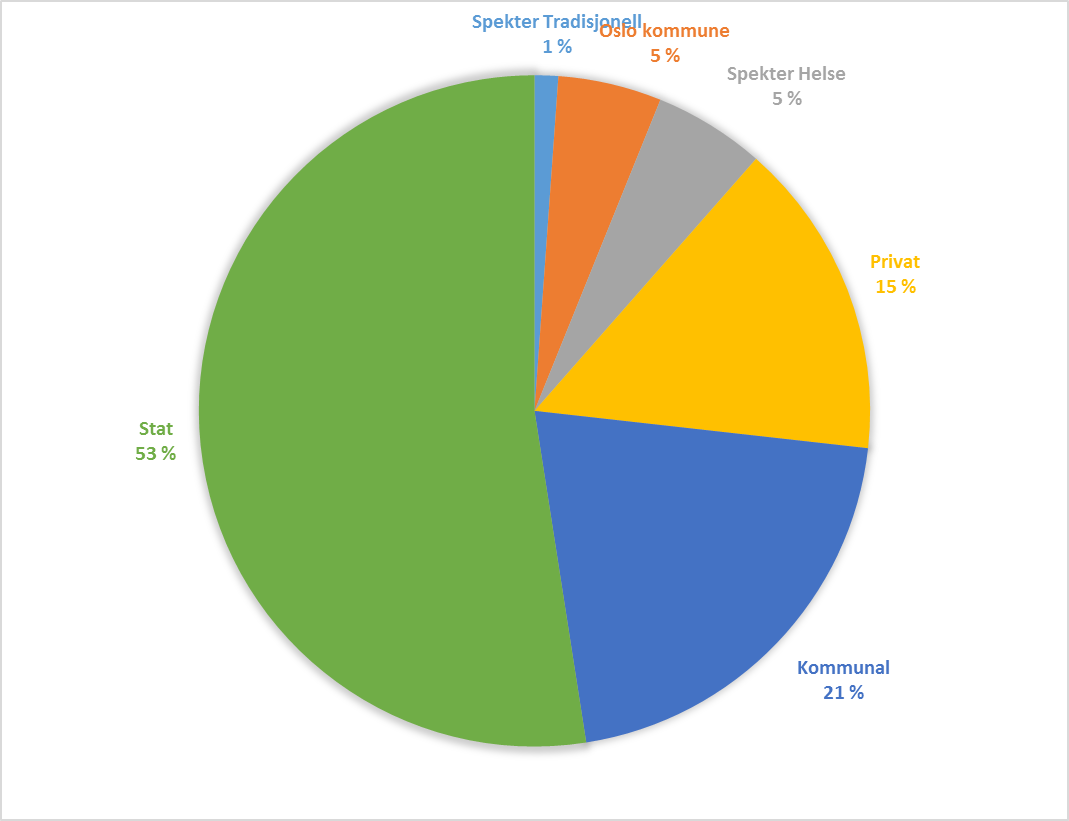 Spekter Tradisjonell
1 %
Oslo kommune
5 %
Spekter Helse
5 %
Privat
15 %
Kommunal
21 %
Stat
53 %